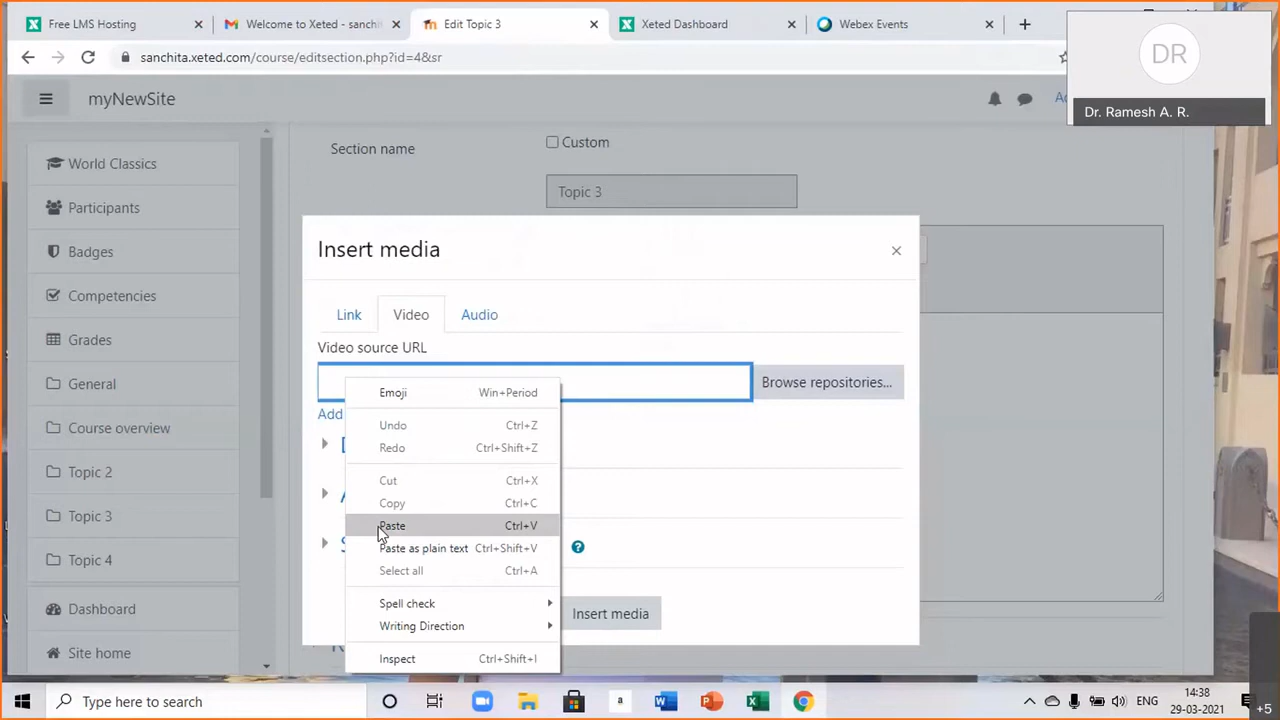 Free LMS Hosting
Welcome to Xeted - sanchit
Edit Topic 3
Xeted Dashboard
Webex Events
sanchita.xeted.com/course/editsection.php?id=4&sr
DR
Dr. Ramesh A. R.
myNewSite
World Classics
Participants
Badges
Competencies
Grades
General
Course overview
Topic 2
Topic 3
Topic 4
Dashboard
Site home
Section name
Custom
Topic 3
Insert media
Link
Video
Audio
Video source URL
Browse repositories...
Add
Emoji Win+Period
Undo Ctrl+Z
Redo Ctrl+Shift+Z
Cut Ctrl+X
Copy Ctrl+C
Paste Ctrl+V
Paste as plain text Ctrl+Shift+V
Select all Ctrl+A
Spell check
Writing Direction
Inspect Ctrl+Shift+I
Insert media
Type here to search
ENG
14:38
29-03-2021
+5